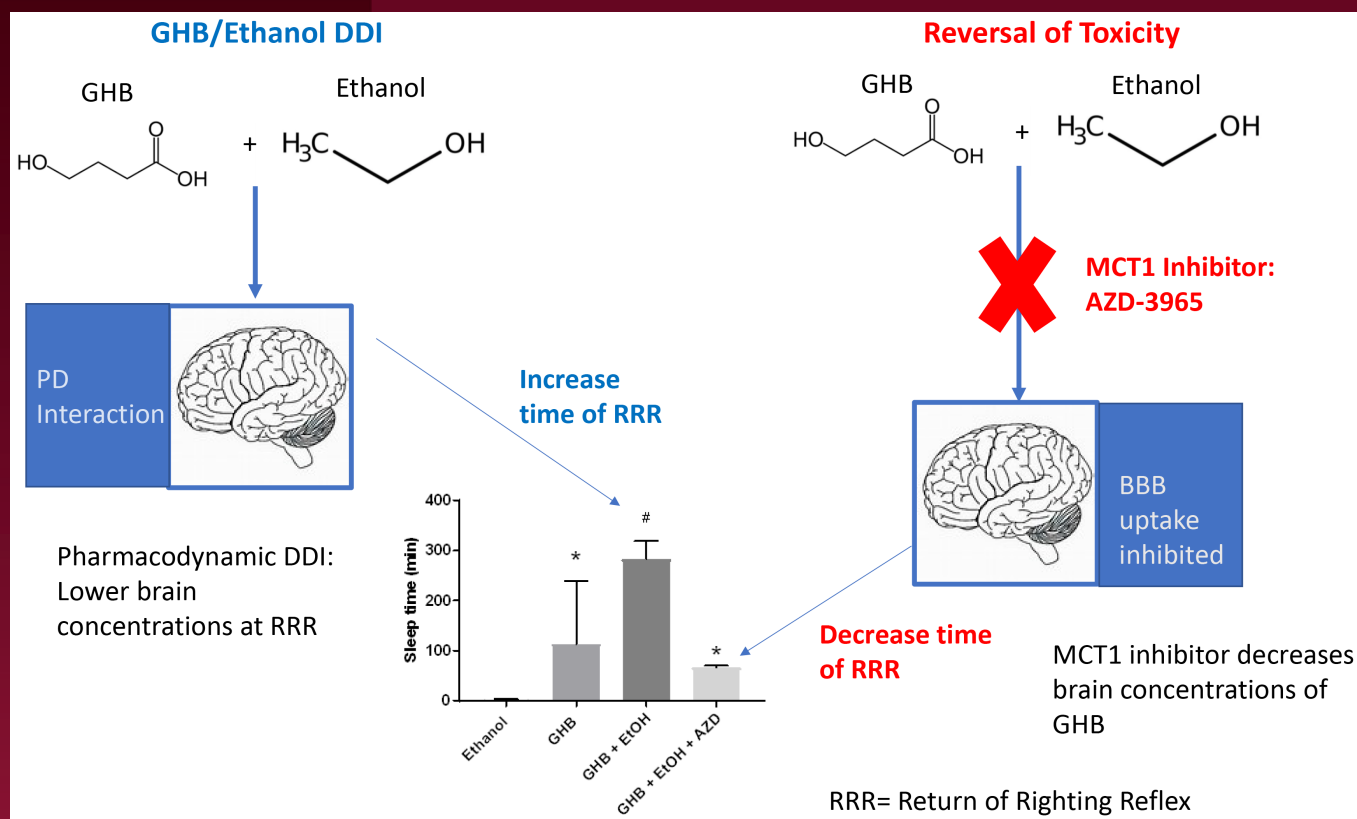 GHB/Ethanol DDI
GHB
Ethanol
HO
O
OH
+
H₃C
OH
PD
Interaction
Pharmacodynamic DDI:
Lower brain
concentrations at RRR
Increase
time of RRR
Sleep time (min)
400
300
200
100
0
*
#
*
Ethanol
GHB
GHB + EtOH
GHB + EtOH + AZD
Reversal of Toxicity
GHB
Ethanol
HO
O
OH
+
H₃C
OH
MCT1 Inhibitor:
AZD-3965
BBB
uptake
inhibited
Decrease time
of RRR
MCT1 inhibitor decreases
brain concentrations of
GHB
RRR= Return of Righting Reflex